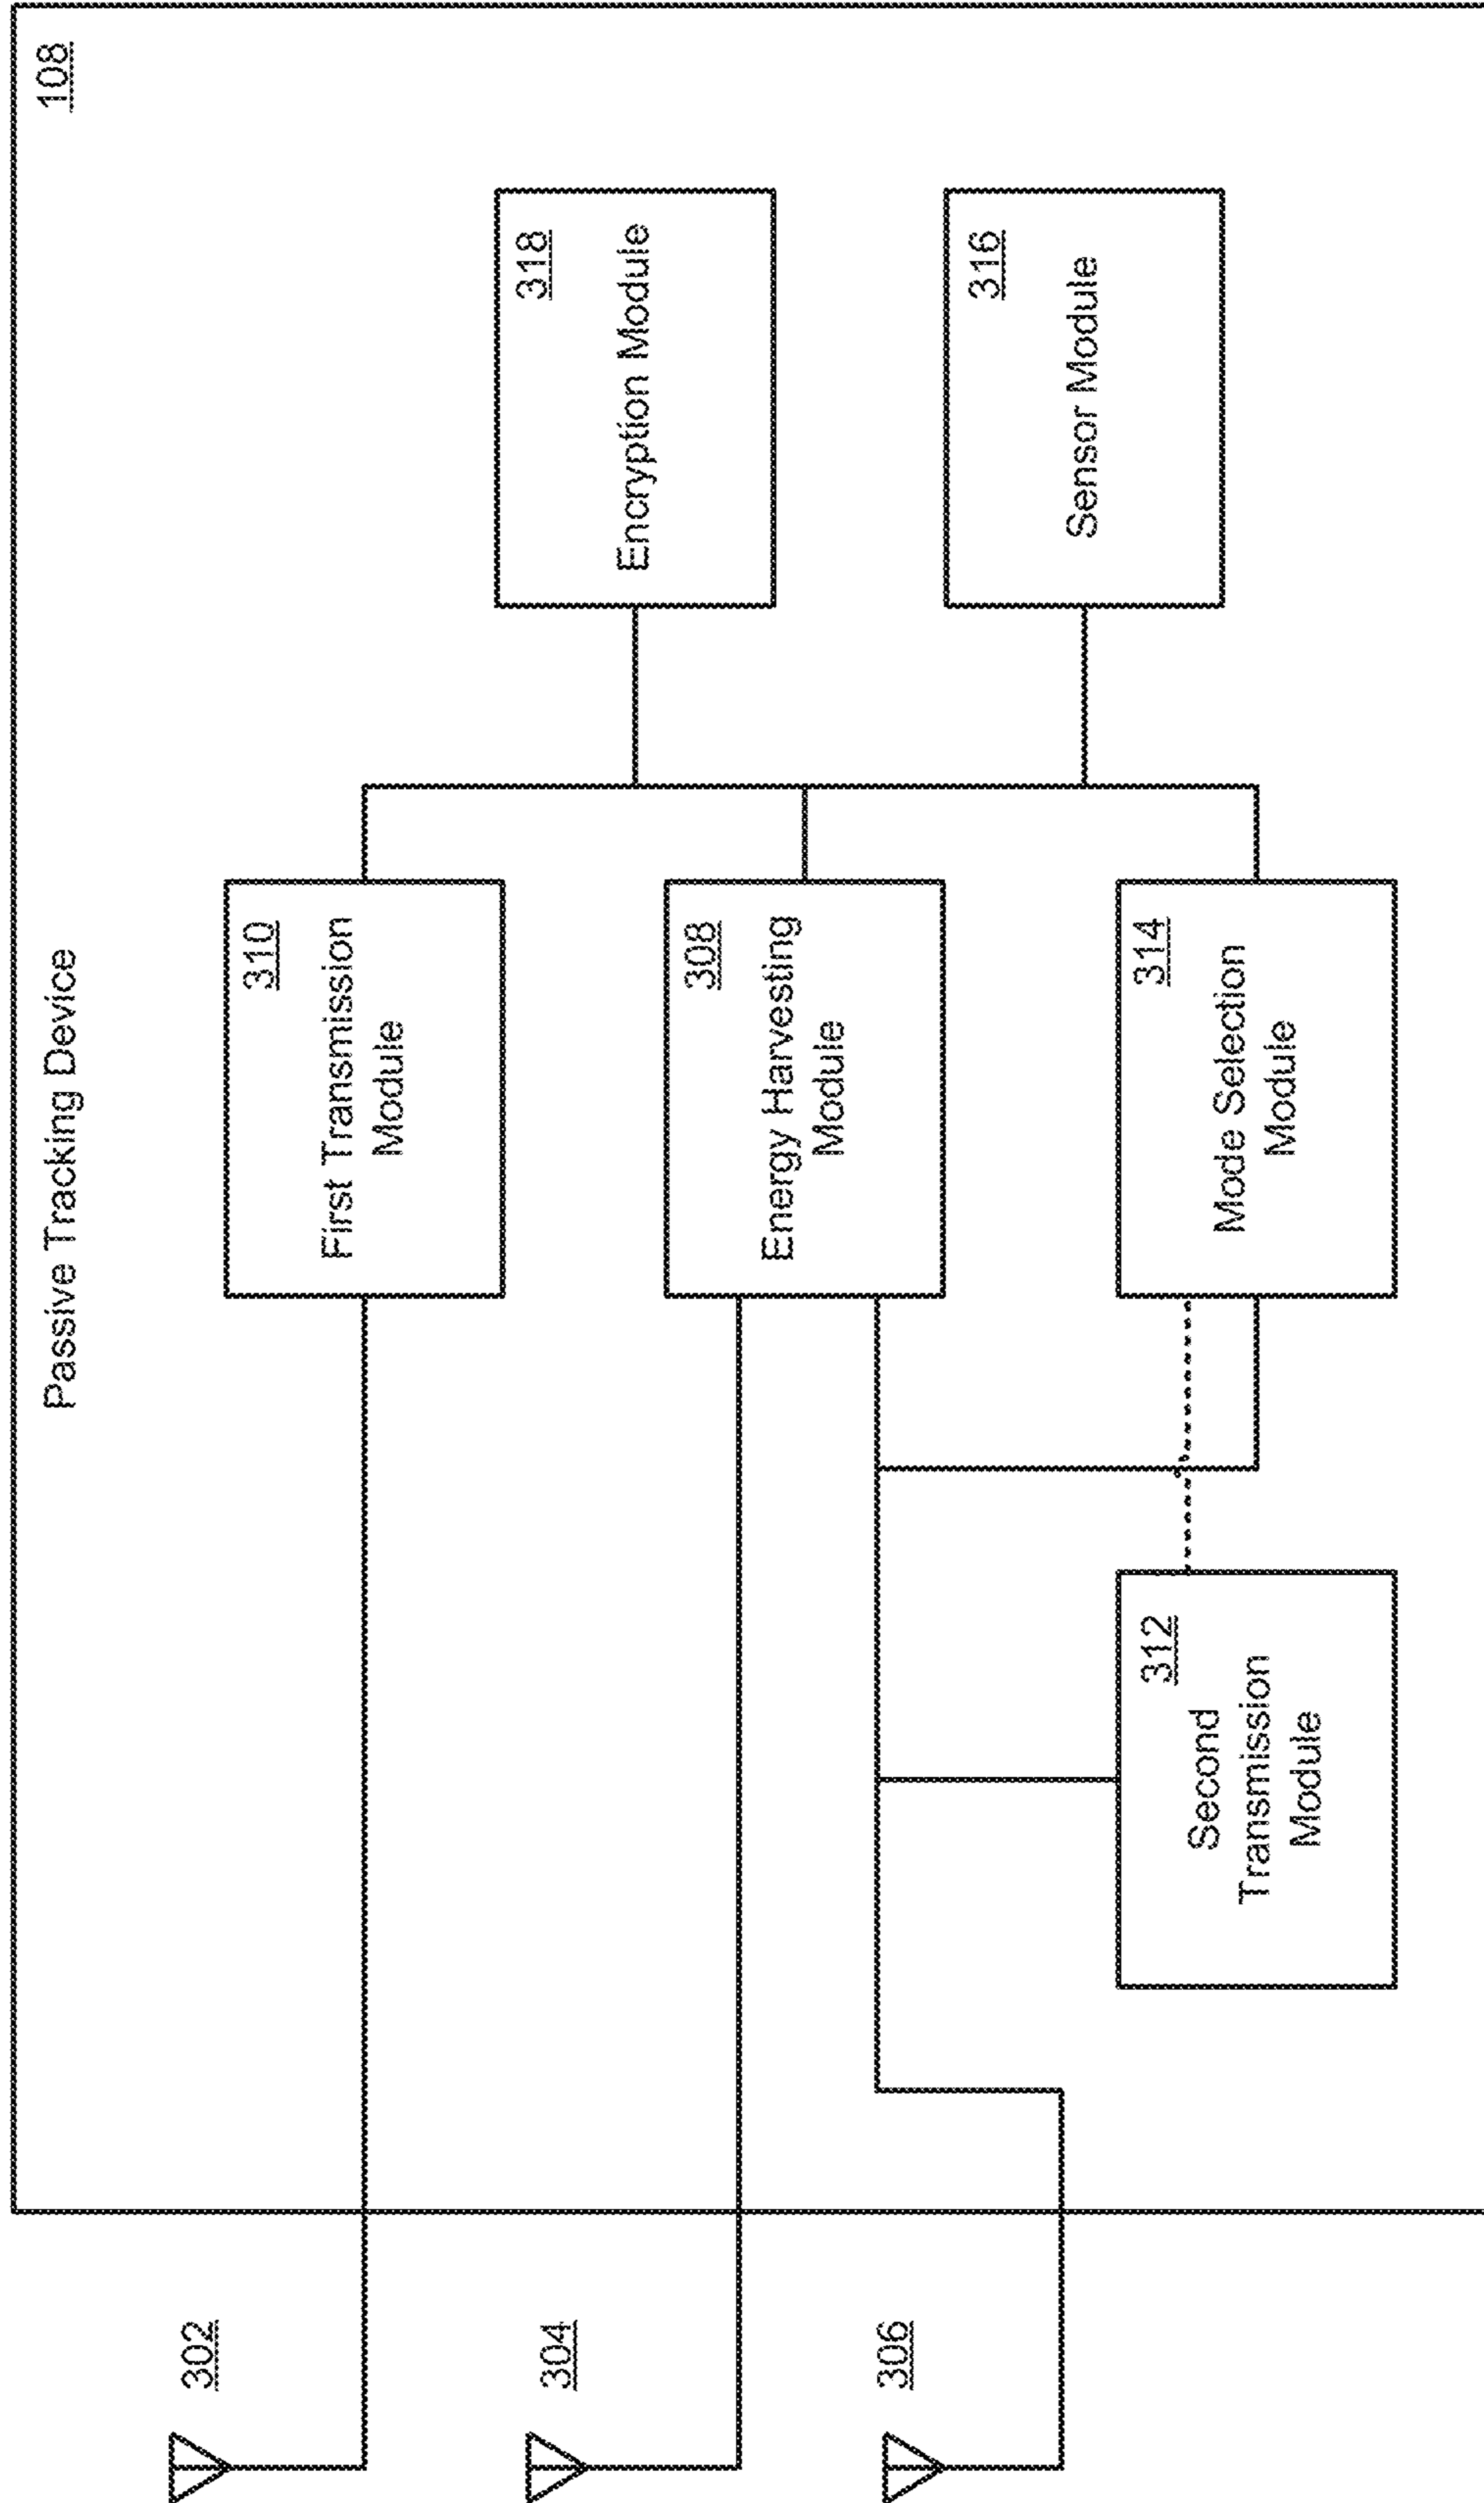 Passive Tracking Device
108
302
310
First Transmission
Module
318
Encryption Module
304
308
Energy Harvesting
Module
306
312
Second
Transmission
Module
314
Mode Selection
Module
316
Sensor Module